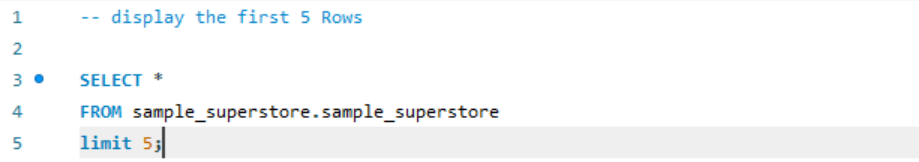 1 -- display the first 5 Rows
2
3 SELECT *
4 FROM sample_superstore.sample_superstore
5 limit 5;